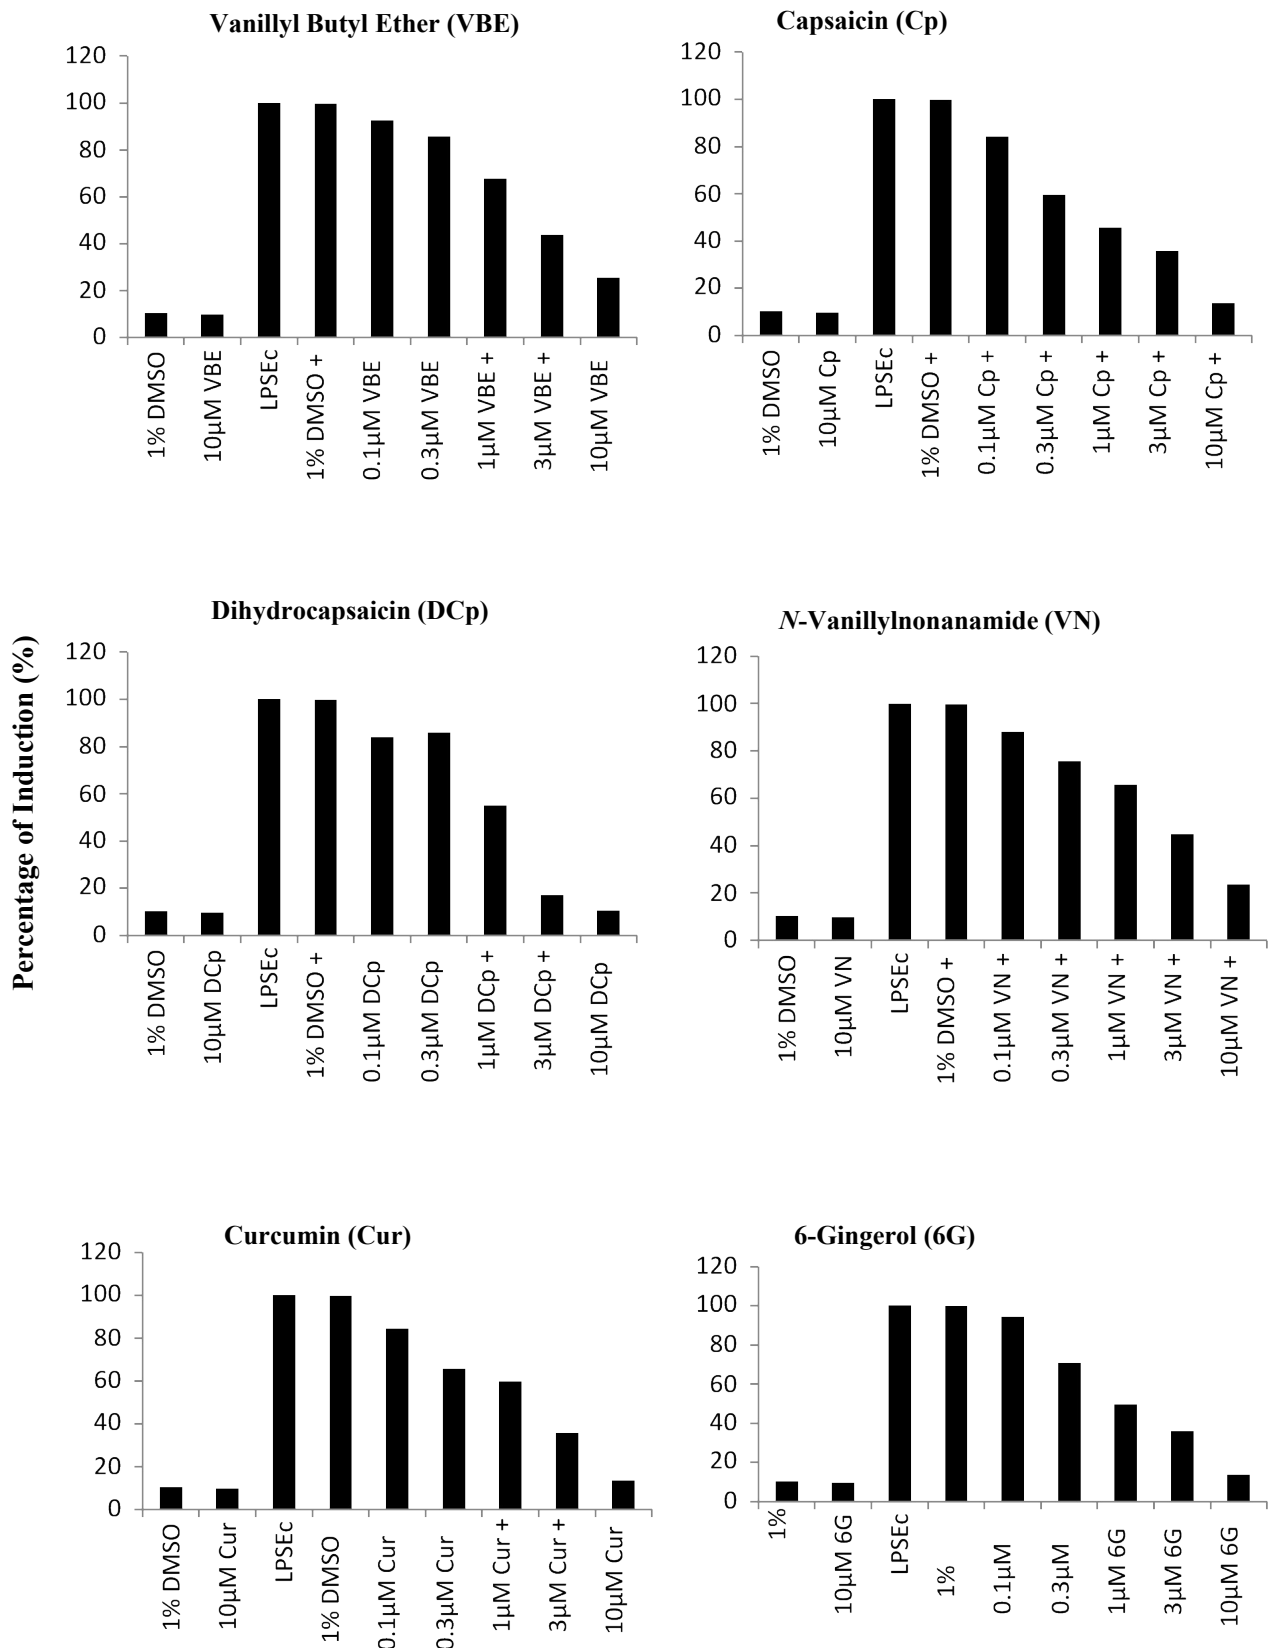 Vanillyl Butyl Ether (VBE)
120
100
80
60
40
20
0
1% DMSO
10µM VBE
LPSEc
1% DMSO +
0.1µM VBE
0.3µM VBE
1µM VBE +
3µM VBE +
10µM VBE
Capsaicin (Cp)
120
100
80
60
40
20
0
1% DMSO
10µM Cp
LPSEc
1% DMSO +
0.1µM Cp +
0.3µM Cp +
1µM Cp +
3µM Cp +
10µM Cp +
Percentage of Induction (%)
Dihydrocapsaicin (DCp)
120
100
80
60
40
20
0
1% DMSO
10µM DCp
LPSEc
1% DMSO +
0.1µM DCp
0.3µM DCp
1µM DCp +
3µM DCp +
10µM DCp
N-Vanillylnonanamide (VN)
120
100
80
60
40
20
0
1% DMSO
10µM VN
LPSEc
1% DMSO +
0.1µM VN +
0.3µM VN +
1µM VN +
3µM VN +
10µM VN +
Curcumin (Cur)
120
100
80
60
40
20
0
1% DMSO
10µM Cur
LPSEc
1% DMSO
0.1µM Cur
0.3µM Cur
1µM Cur +
3µM Cur +
10µM Cur
6-Gingerol (6G)
120
100
80
60
40
20
0
1%
10µM 6G
LPSEc
1%
0.1µM
0.3µM
1µM 6G
3µM 6G
10µM 6G